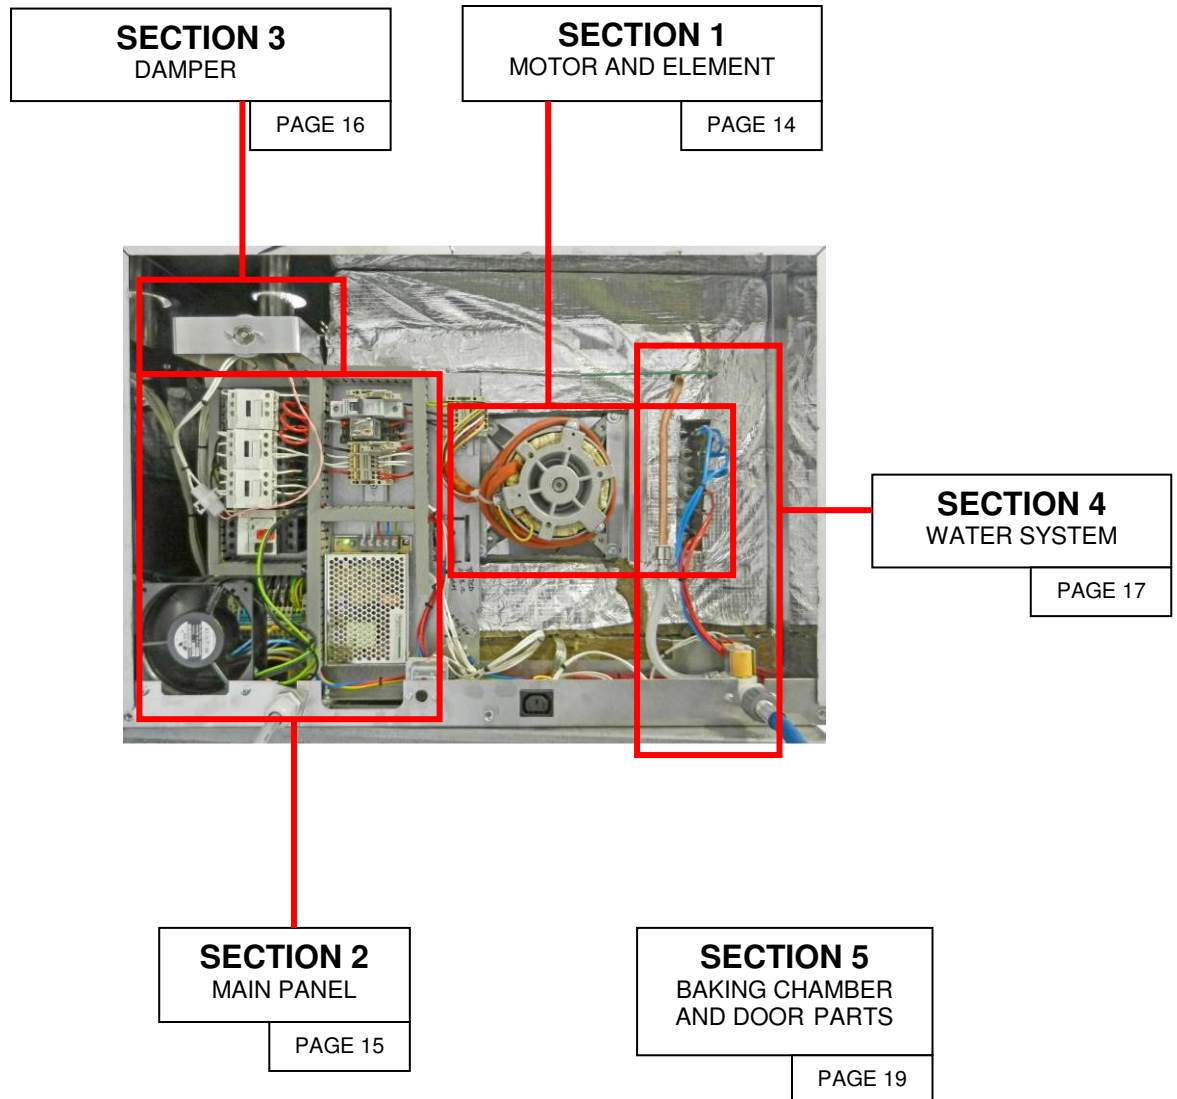 SECTION 3
DAMPER
PAGE 16
SECTION 1
MOTOR AND ELEMENT
PAGE 14
SECTION 4
WATER SYSTEM
PAGE 17
SECTION 2
MAIN PANEL
PAGE 15
SECTION 5
BAKING CHAMBER
AND DOOR PARTS
PAGE 19